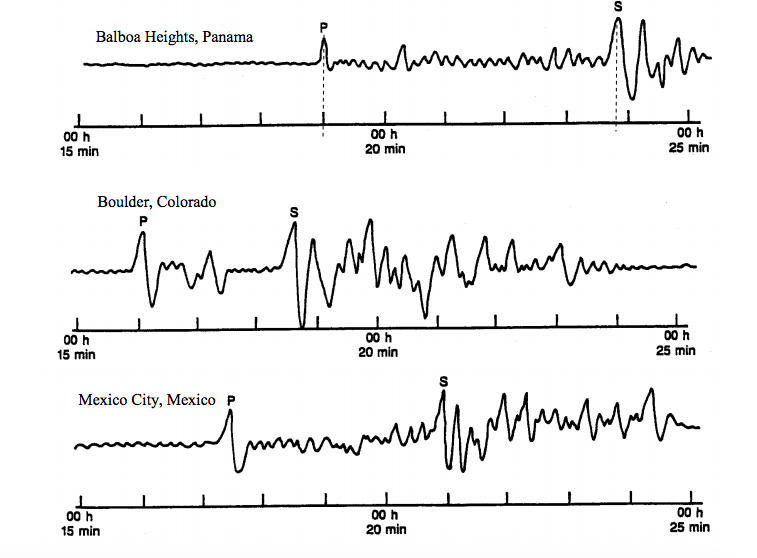 Balboa Heights, Panama
P
S
00 h
15 min
00 h
20 min
00 h
25 min
Boulder, Colorado
P
S
00 h
15 min
00 h
20 min
00 h
25 min
Mexico City, Mexico
P
S
00 h
15 min
00 h
20 min
00 h
25 min